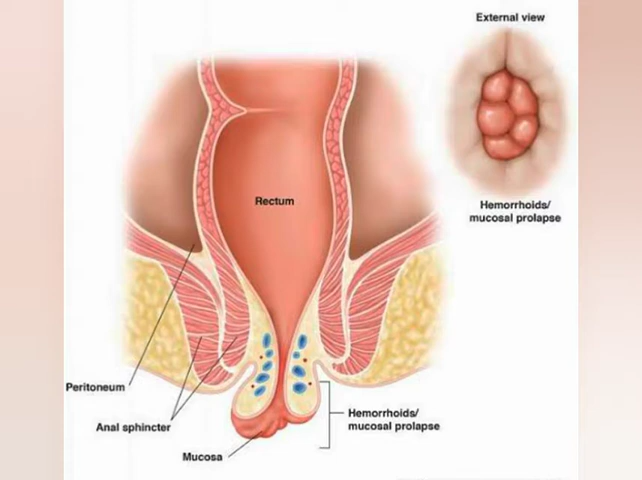 External view
Hemorrhoids/
mucosal prolapse
Rectum
Peritoneum
Anal sphincter
Mucosa
Hemorrhoids/
mucosal prolapse